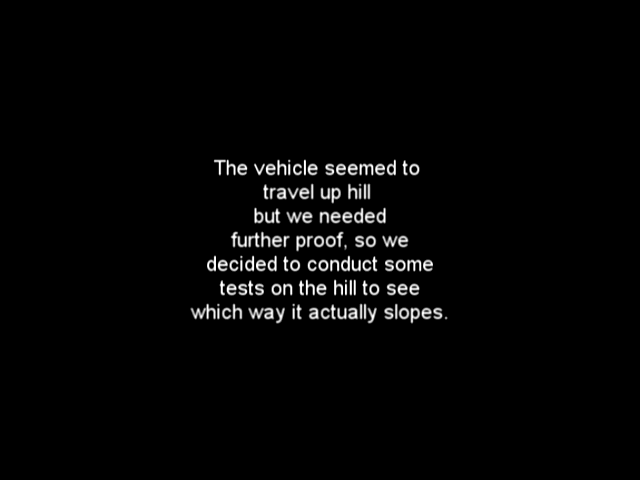 The vehicle seemed to
travel up hill
but we needed
further proof, so we
decided to conduct some
tests on the hill to see
which way it actually slopes.